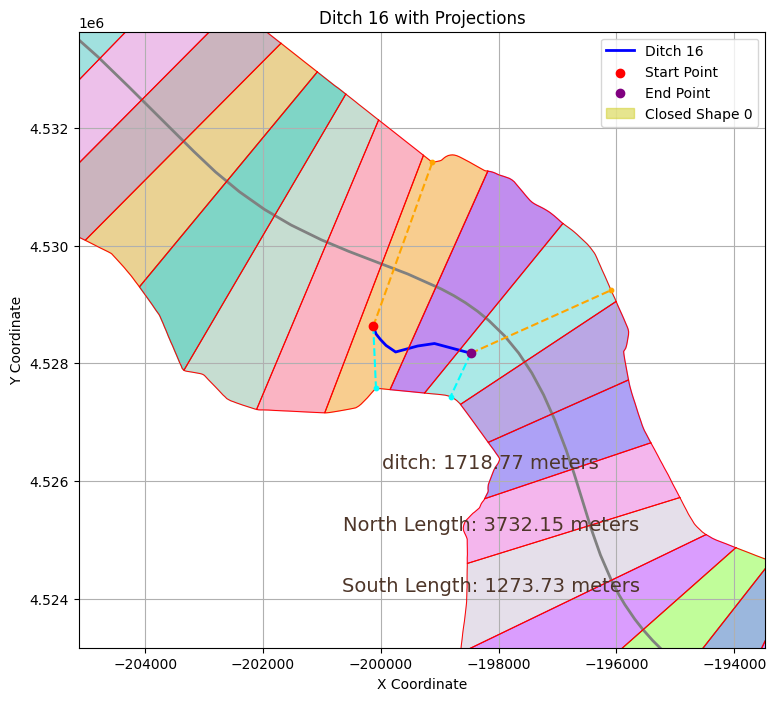 Ditch 16 with Projections
1e6
Ditch 16
Start Point
End Point
Closed Shape 0
4.532
4.530
4.528
4.526
4.524
Y Coordinate
ditch: 1718.77 meters
North Length: 3732.15 meters
South Length: 1273.73 meters
−204000
−202000
−200000
−198000
−196000
−194000
X Coordinate